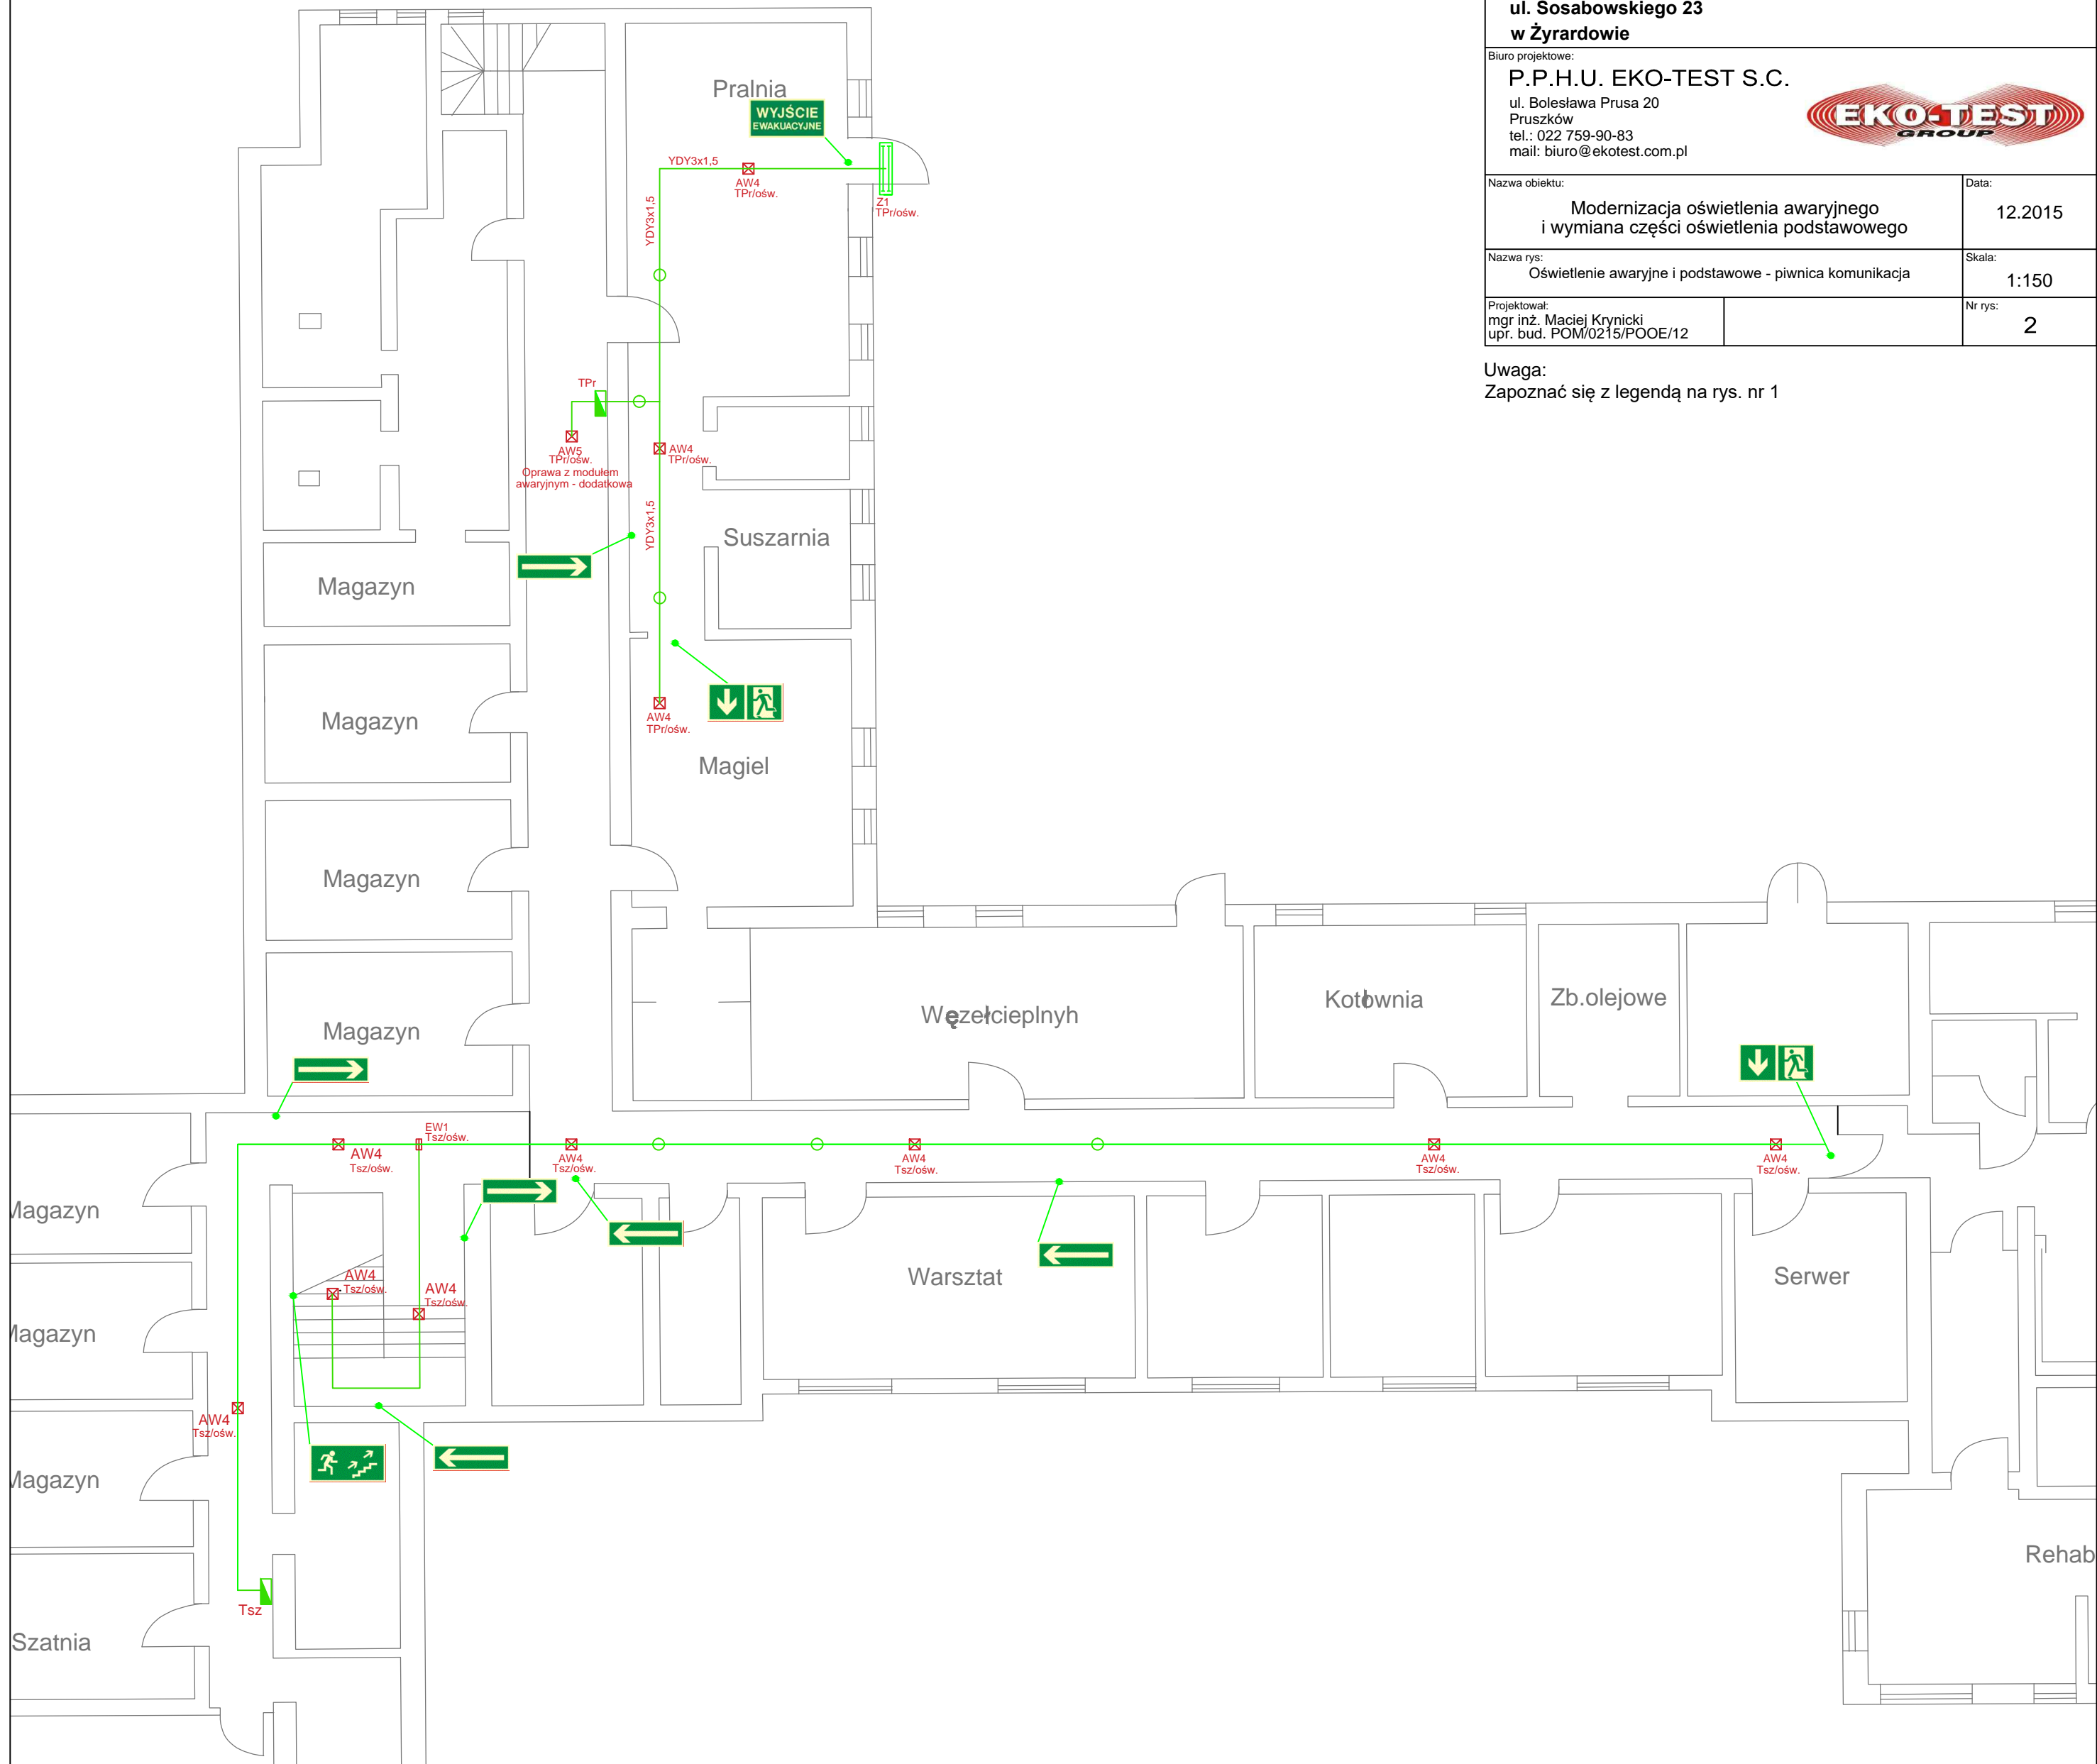 ul. Sosabowskiego 23
w Żyrardowie
Biuro projektowe:
P.P.H.U. EKO-TEST S.C.
ul. Bolesława Prusa 20
Pruszków
tel.: 022 759-90-83
mail: biuro@ekotest.com.pl
EKO-TEST
GROUP
Nazwa obiektu:
Modernizacja oświetlenia awaryjnego
i wymiana części oświetlenia podstawowego
Data:
12.2015
Nazwa rys:
Oświetlenie awaryjne i podstawowe - piwnica komunikacja
Skala:
1:150
Projektował:
mgr inż. Maciej Krynicki
upr. bud. POM/0215/POOE/12
Nr rys:
2
Uwaga:
Zapoznać się z legendą na rys. nr 1
Pralnia
WYJŚCIE
EWAKUACYJNE
YDY3x1,5
AW4
TPr/ośw.
Z1
TPr/ośw.
YDY3x1,5
TPr
AW5
TPr/ośw.
Oprawa z modułem
awaryjnym - dodatkowa
AW4
TPr/ośw.
YDY3x1,5
Suszarnia
Magazyn
AW4
TPr/ośw.
Magazyn
Magiel
Magazyn
Magazyn
Węzełcieplnyh
Kotłownia
Zb.olejowe
EW1
Tsz/ośw.
AW4
Tsz/ośw.
AW4
Tsz/ośw.
AW4
Tsz/ośw.
AW4
Tsz/ośw.
AW4
Tsz/ośw.
Magazyn
AW4
Tsz/ośw.
AW4
Tsz/ośw.
Warsztat
Serwer
Magazyn
AW4
Tsz/ośw.
Magazyn
Rehab
Tsz
Szatnia